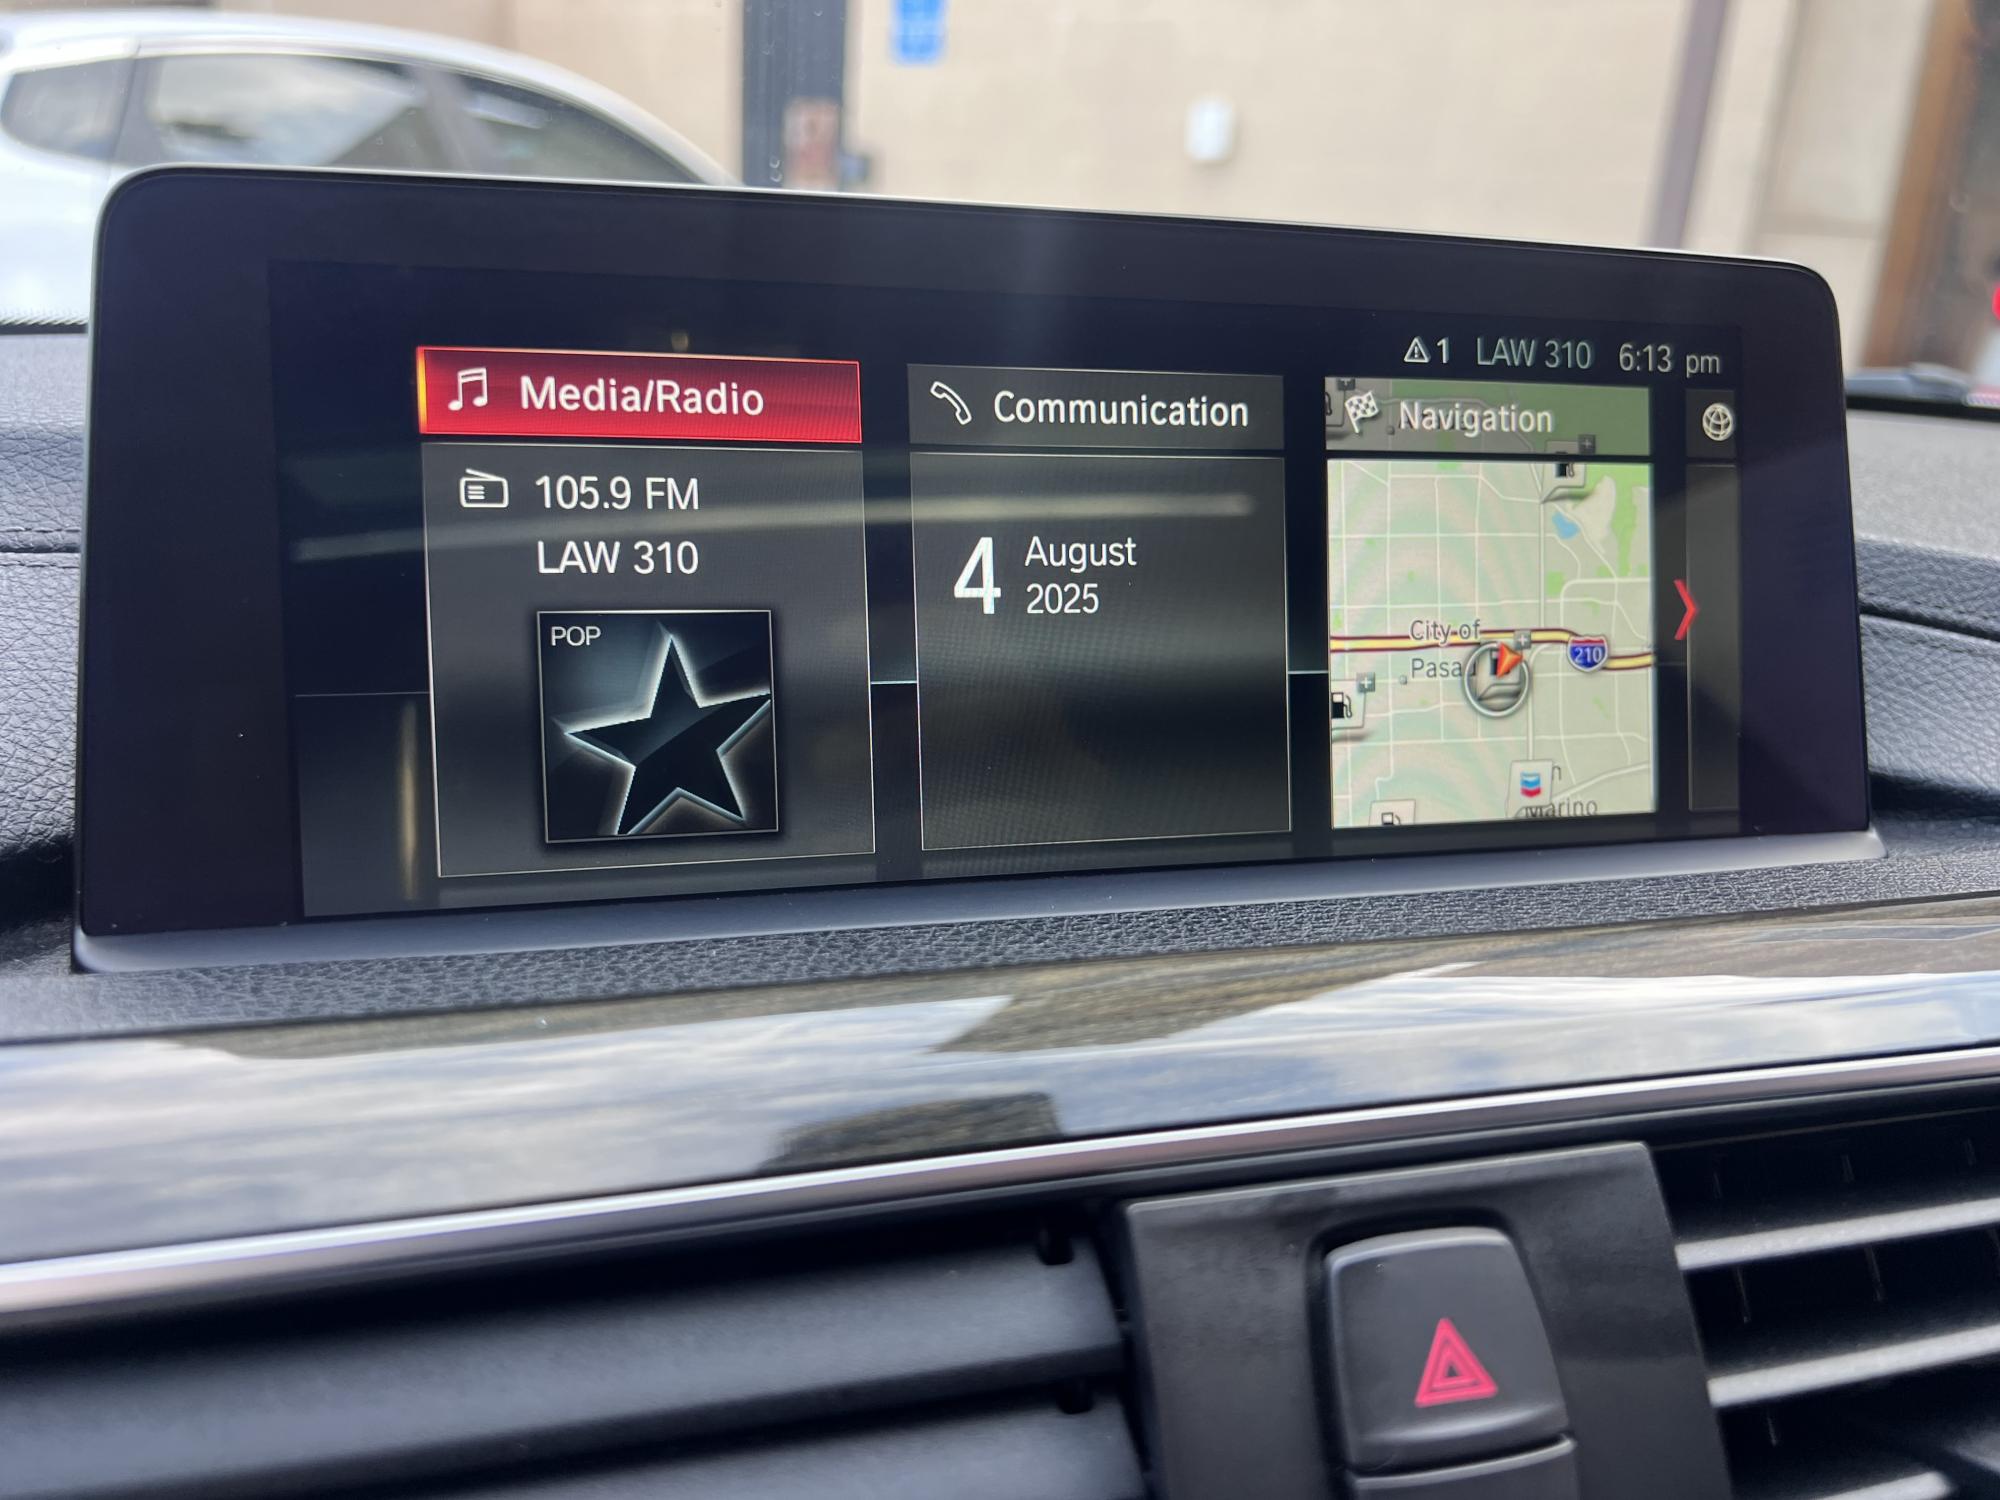 1 LAW 310 6:13 pm
Media/Radio
Communication
Navigation
105.9 FM
LAW 310
POP
4 August
2025
City of
210
Marino